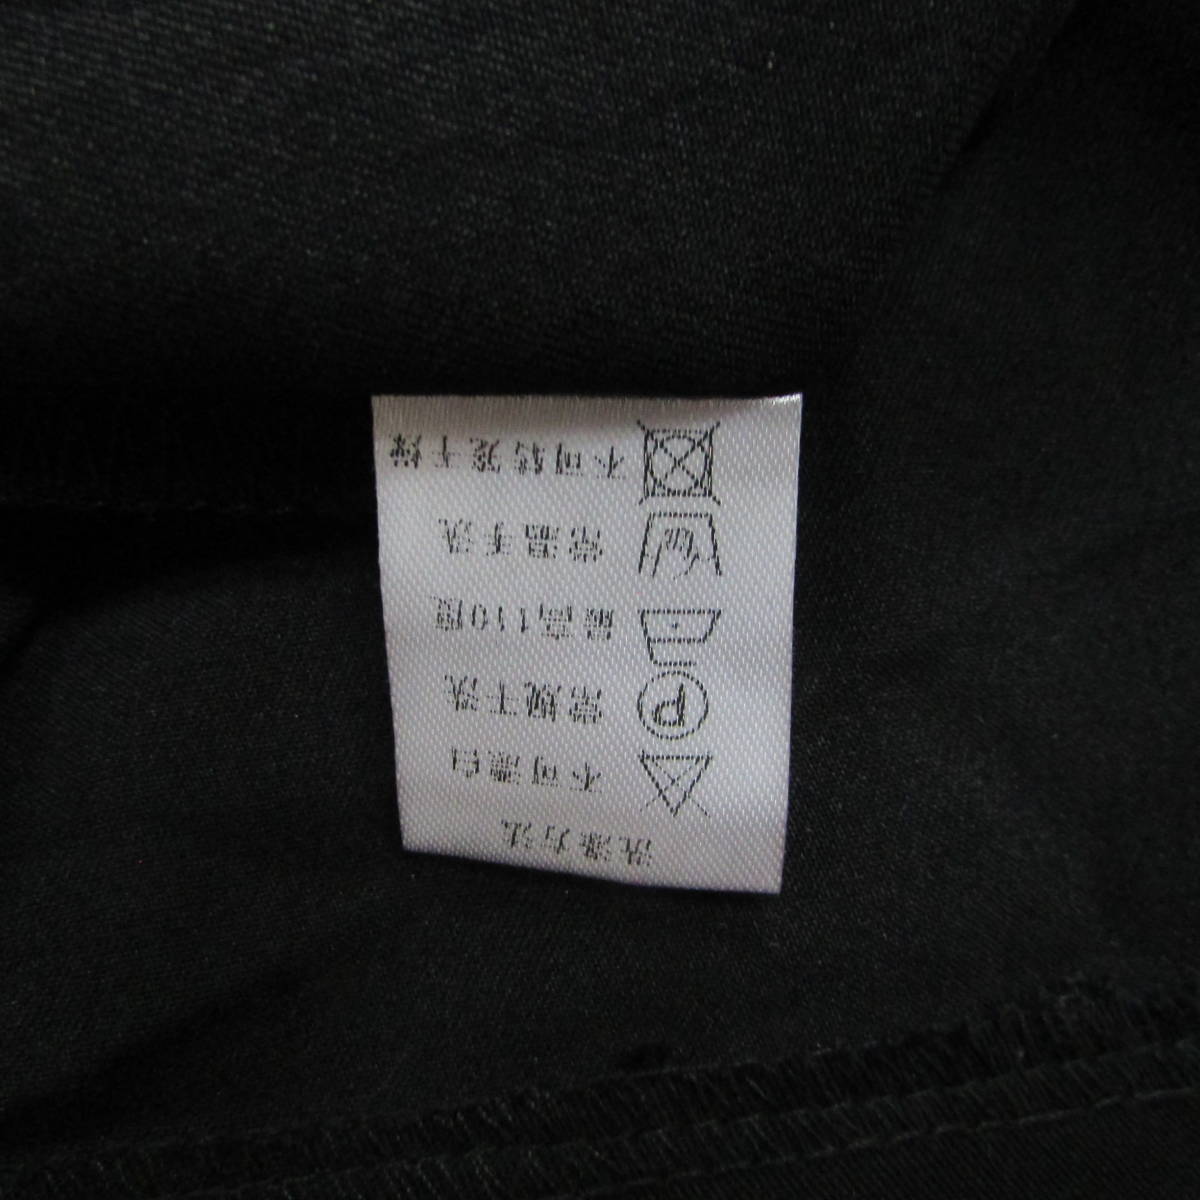 洗涤方法
不可漂白
P 常规干洗
最高110度
常温手洗
不可转笼干燥